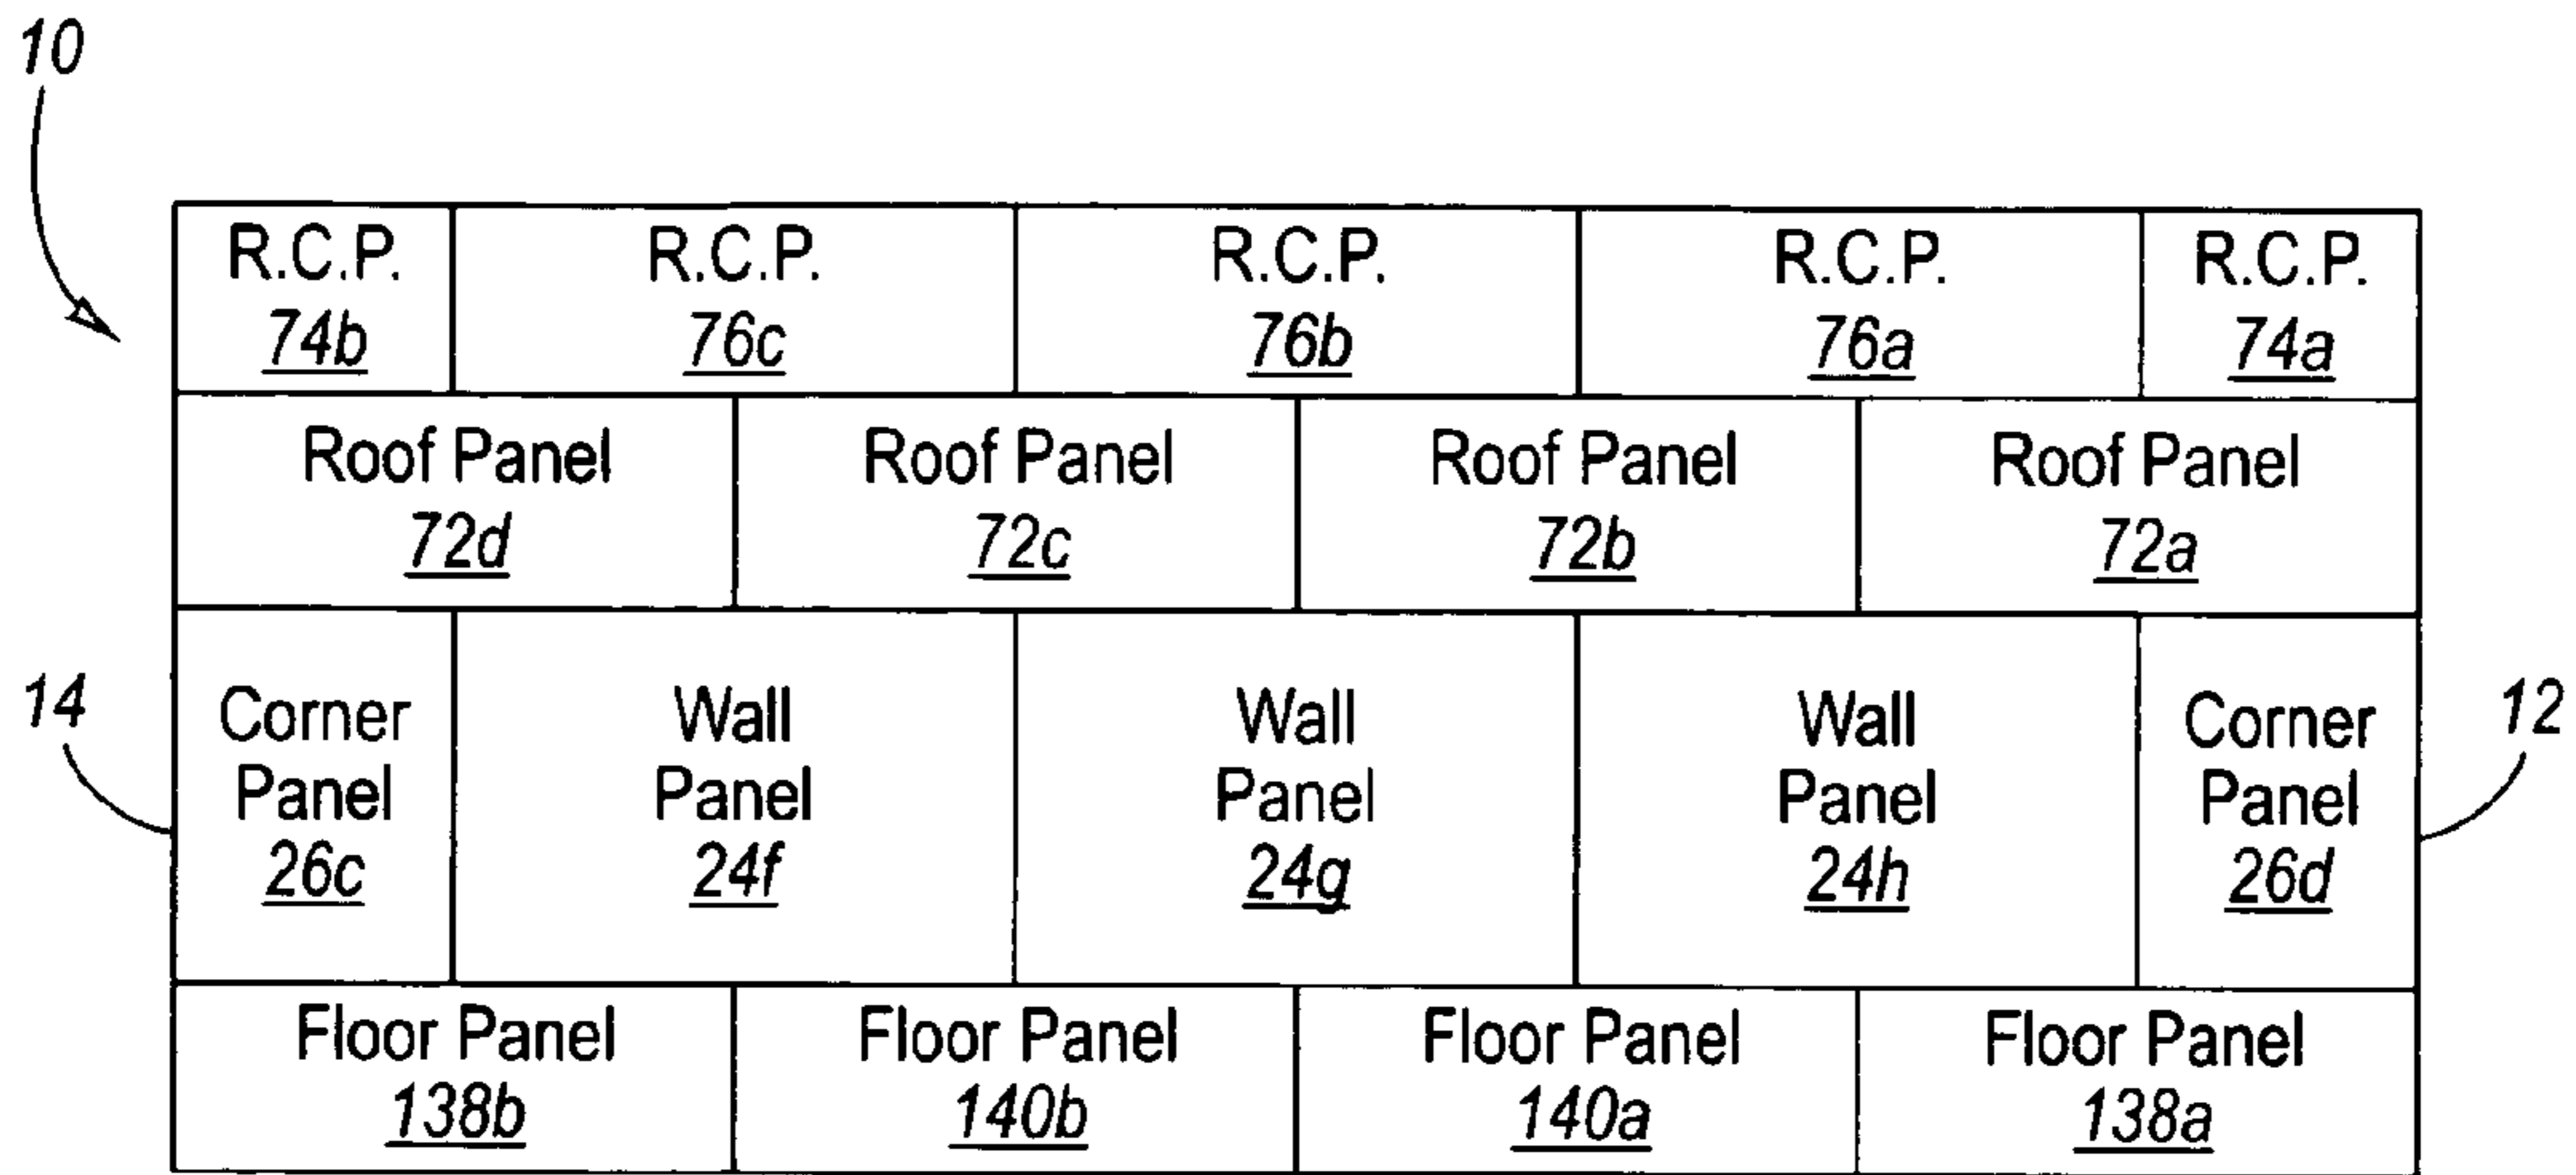 10
R.C.P.
74b
R.C.P.
76c
R.C.P.
76b
R.C.P.
76a
R.C.P.
74a
Roof Panel
72d
Roof Panel
72c
Roof Panel
72b
Roof Panel
72a
14
Corner
Panel
26c
Wall
Panel
24f
Wall
Panel
24g
Wall
Panel
24h
Corner
Panel
26d
12
Floor Panel
138b
Floor Panel
140b
Floor Panel
140a
Floor Panel
138a